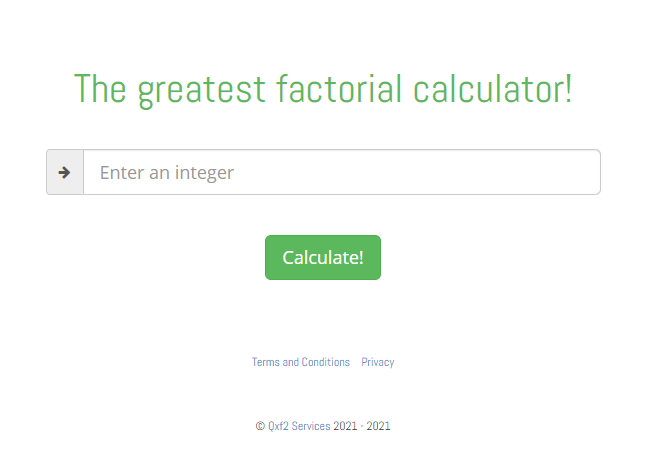 The greatest factorial calculator!
Enter an integer
Calculate!
Terms and Conditions Privacy
© Qxf2 Services 2021 - 2021